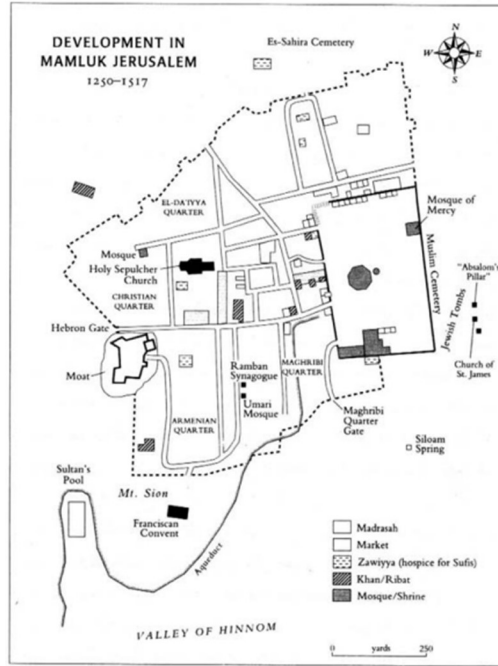 DEVELOPMENT IN
MAMLUK JERUSALEM
1250–1517
Es-Sahira Cemetery
N
W
E
S
EL-DATIYYA
QUARTER
Mosque of
Mercy
Mosque
Holy Sepulcher
Church
Muslim Cemetery
"Absalom's
Pillar"
CHRISTIAN
QUARTER
Jewish Tombs
Hebron Gate
Church of
St. James
Ramban
Synagogue
MAGHRIBI
QUARTER
Moat
Umari
Mosque
ARMENIAN
QUARTER
Maghribi
Quarter
Gate
Siloam
Spring
Sultan's
Pool
Mt. Sion
Franciscan
Convent
Aqueduct
Madrasah
Market
Zawiyya (hospice for Sufis)
Khan/Ribat
Mosque/Shrine
VALLEY OF HINNOM
0 yards 250